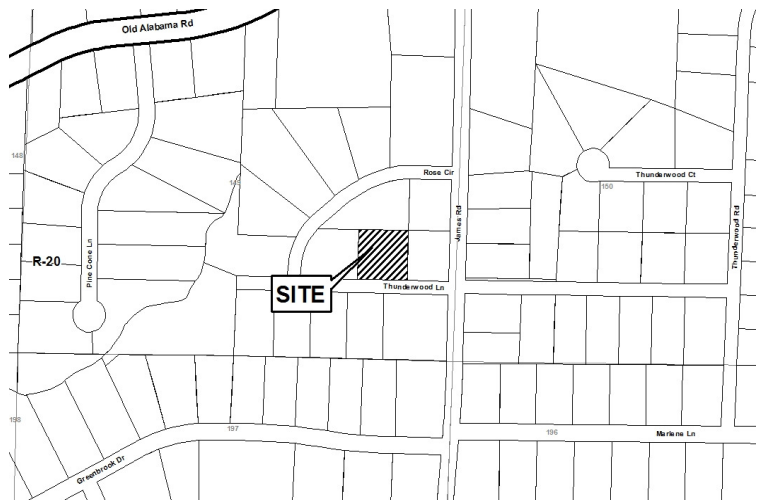 Old Alabama Rd
148
149
Rose Cir
Thunderwood Ct
150
James Rd
Thunderwood Rd
Pine Cone Ln
R-20
SITE
Thunderwood Ln
198
197
196
Marlene Ln
Greenbrook Dr